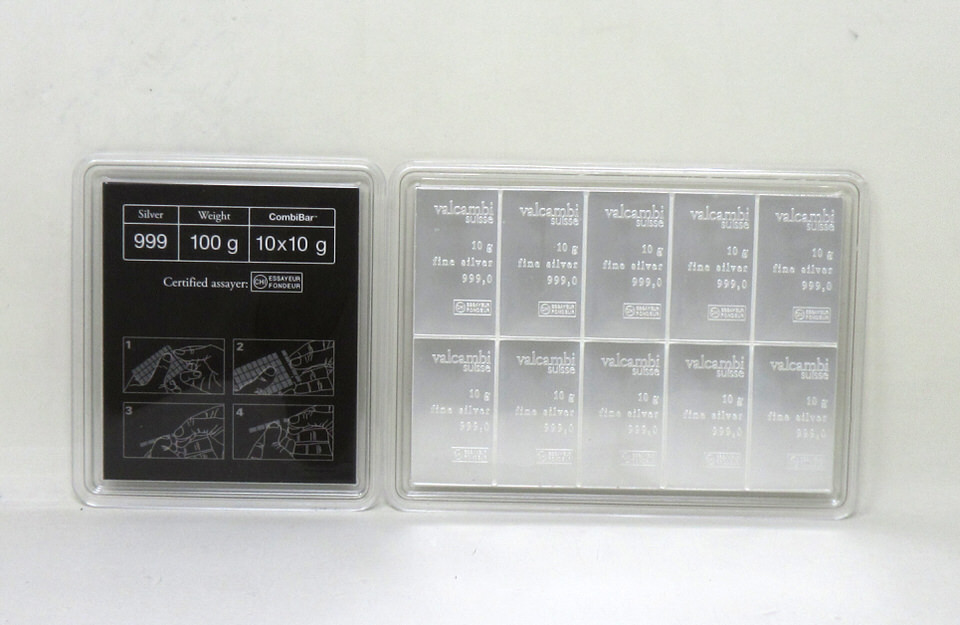 Silver Weight CombiBar™
999 100 g 10x10 g
Certified assayer: CHI ESSAYEUR FONDEUR
1 2
3 4
valcambi suisse
10 g
fine silver
999,0
ESSAYEUR FONDEUR
valcambi suisse
10 g
fine silver
999,0
ESSAYEUR FONDEUR
valcambi suisse
10 g
fine silver
999,0
ESSAYEUR FONDEUR
valcambi suisse
10 g
fine silver
999,0
ESSAYEUR FONDEUR
valcambi suisse
10 g
fine silver
999,0
ESSAYEUR FONDEUR
valcambi suisse
10 g
fine silver
999,0
valcambi suisse
10 g
fine silver
999,0
valcambi suisse
10 g
fine silver
999,0
valcambi suisse
10 g
fine silver
999,0
valcambi suisse
10 g
fine silver
999,0